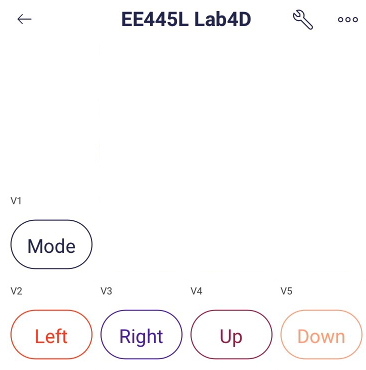 EE445L Lab4D
V1
Mode
V2 V3 V4 V5
Left Right Up Down